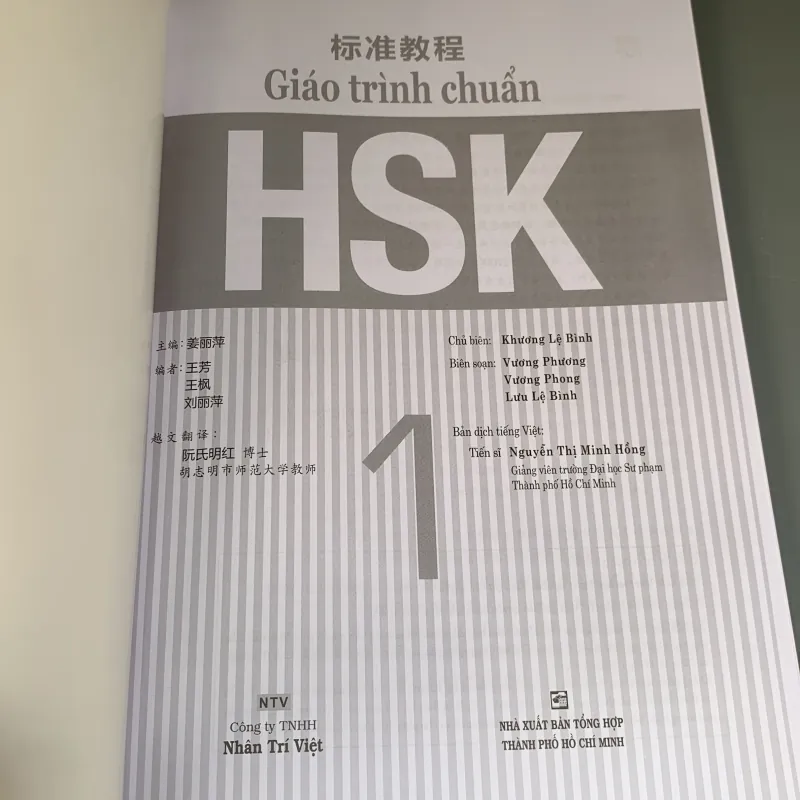 标准教程
Giáo trình chuẩn
HSK
1
主编：姜丽萍
编者：王芳
王枫
刘丽萍
越文翻译：
阮氏明红 博士
胡志明市师范大学教师
Chủ biên: Khương Lệ Bình
Biên soạn: Vương Phương
Vương Phong
Lưu Lệ Bình
Bản dịch tiếng Việt:
Tiến sĩ Nguyễn Thị Minh Hồng
Giảng viên trường Đại học Sư phạm
Thành phố Hồ Chí Minh
NTV
Công ty TNHH
Nhân Trí Việt
NHÀ XUẤT BẢN TỔNG HỢP
THÀNH PHỐ HỒ CHÍ MINH